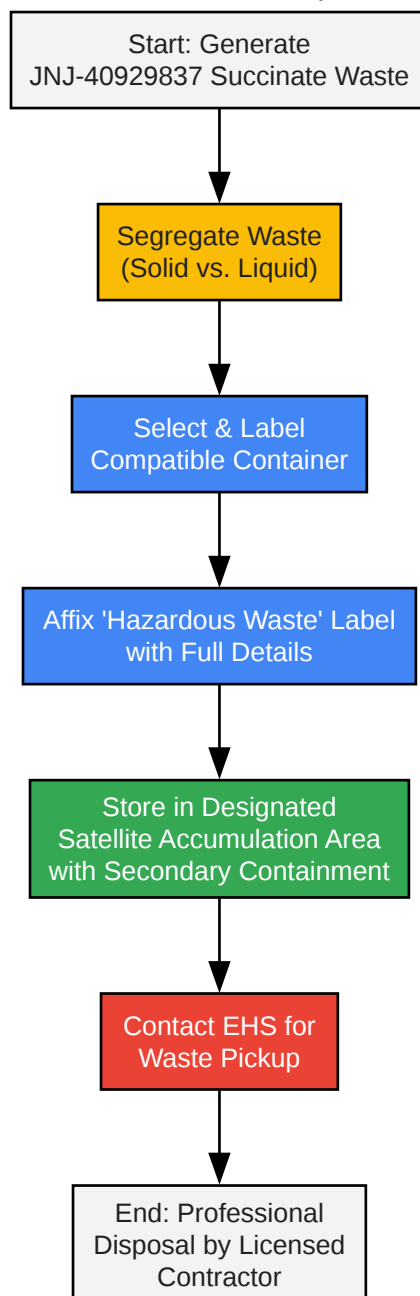 Start: Generate
JNJ-40929837 Succinate Waste
Segregate Waste
(Solid vs. Liquid)
Select & Label
Compatible Container
Affix 'Hazardous Waste' Label
with Full Details
Store in Designated
Satellite Accumulation Area
with Secondary Containment
Contact EHS for
Waste Pickup
End: Professional
Disposal by Licensed
Contractor